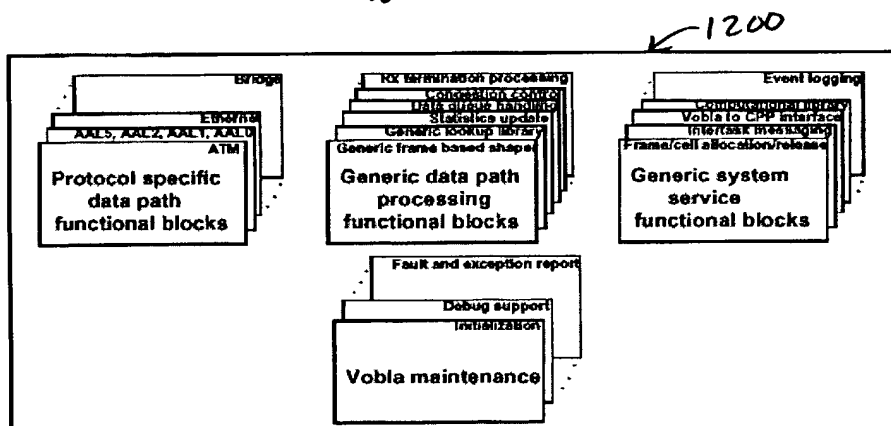 1200
Bridge
Ethernet
AAL5, AAL2, AAL1, AAL0
ATM
Protocol specific
data path
functional blocks
Rx termination processing
Congestion control
Data queue handling
Statistics update
Generic lookup library
Generic frame based shaper
Generic data path
processing
functional blocks
Event logging
Computational library
Vobla to CPP interface
Intertask messaging
Frame/cell allocation/release
Generic system
service
functional blocks
Fault and exception report
Debug support
Initialization
Vobla maintenance